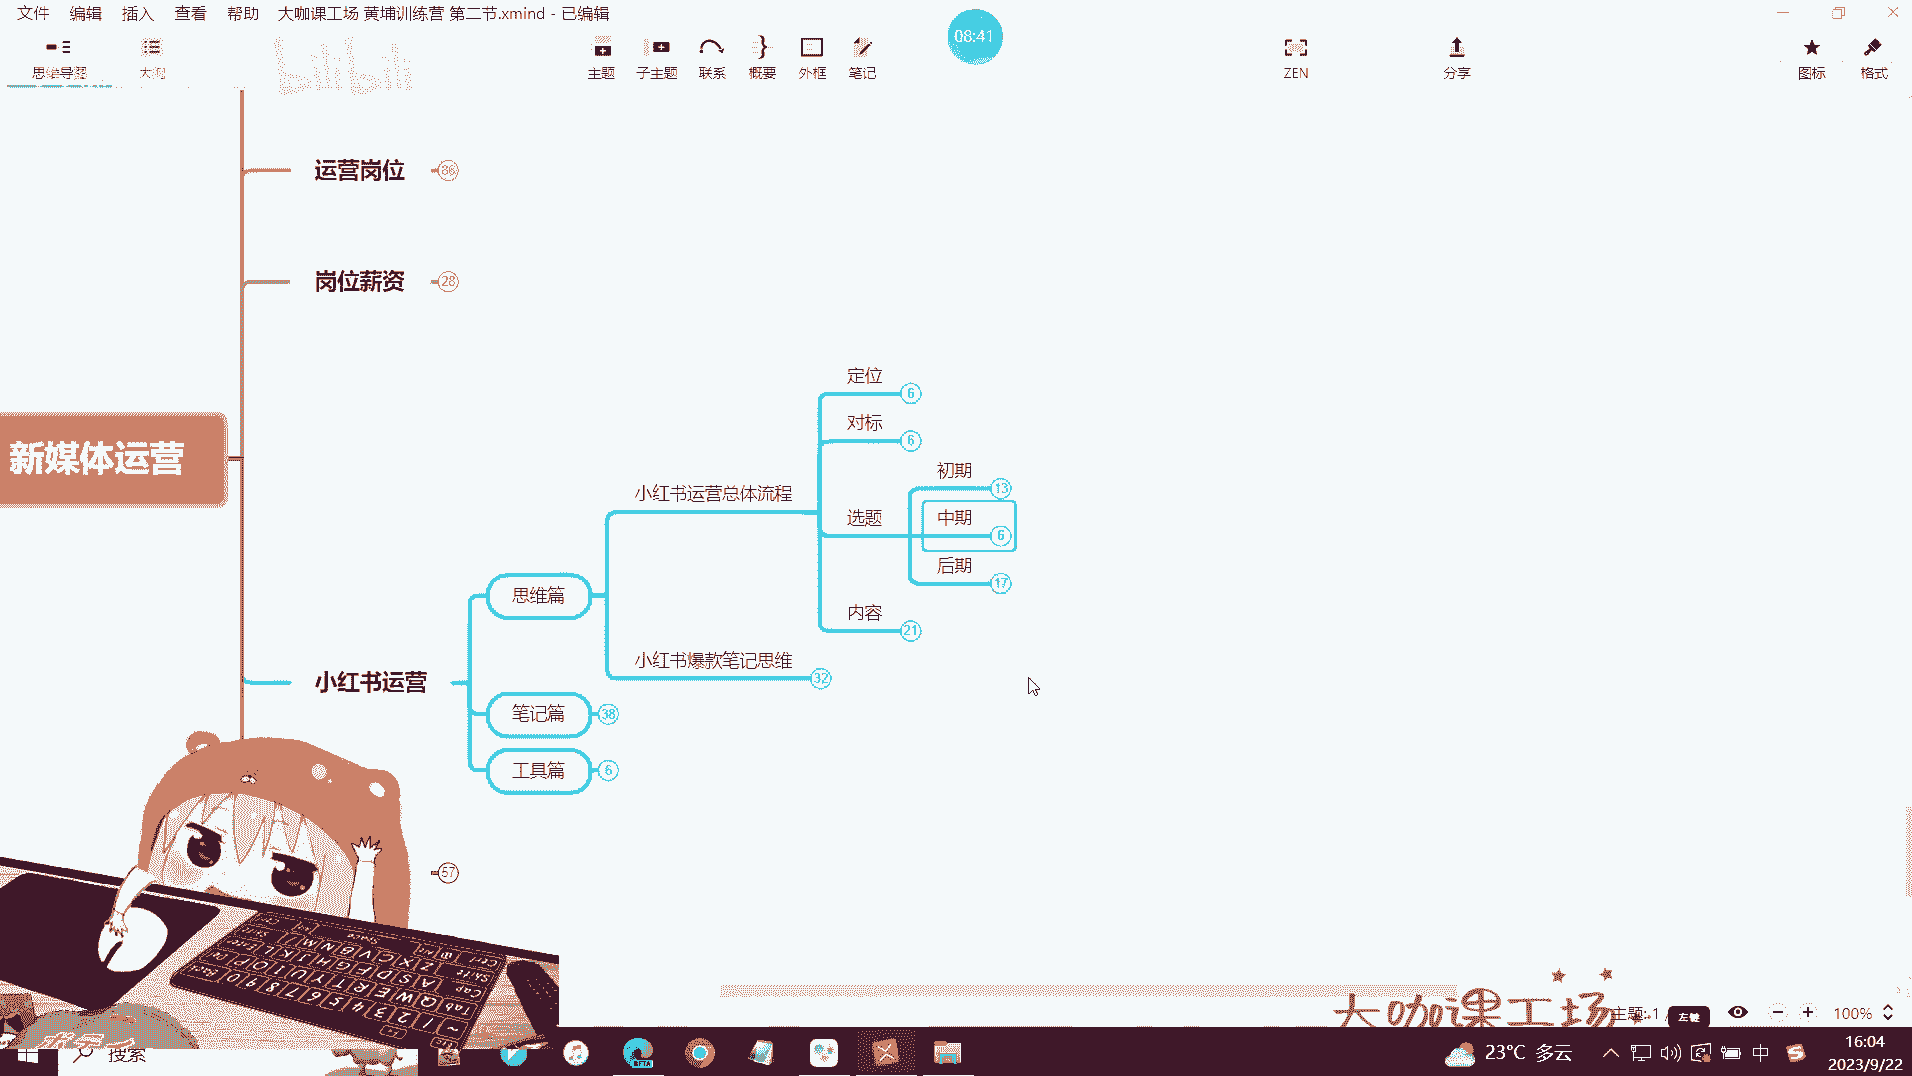 文件 编辑 插入 查看 帮助 大咖课工场 黄埔训练营 第二节.xmind - 已编辑
08:41
思维导图 大纲 主题 子主题 联系 概要 外框 笔记 ZEN 分享 图标 格式
bilibili
运营岗位 86
岗位薪资 28
新媒体运营
定位 6
对标 6
初期 13
小红书运营总体流程
选题
中期 6
后期 17
思维篇
内容 21
小红书爆款笔记思维 32
小红书运营
笔记篇 38
工具篇 6
57
大咖课工场
主题: 1 /
左键
100%
搜索
BETA
23°C 多云
中
16:04
2023/9/22